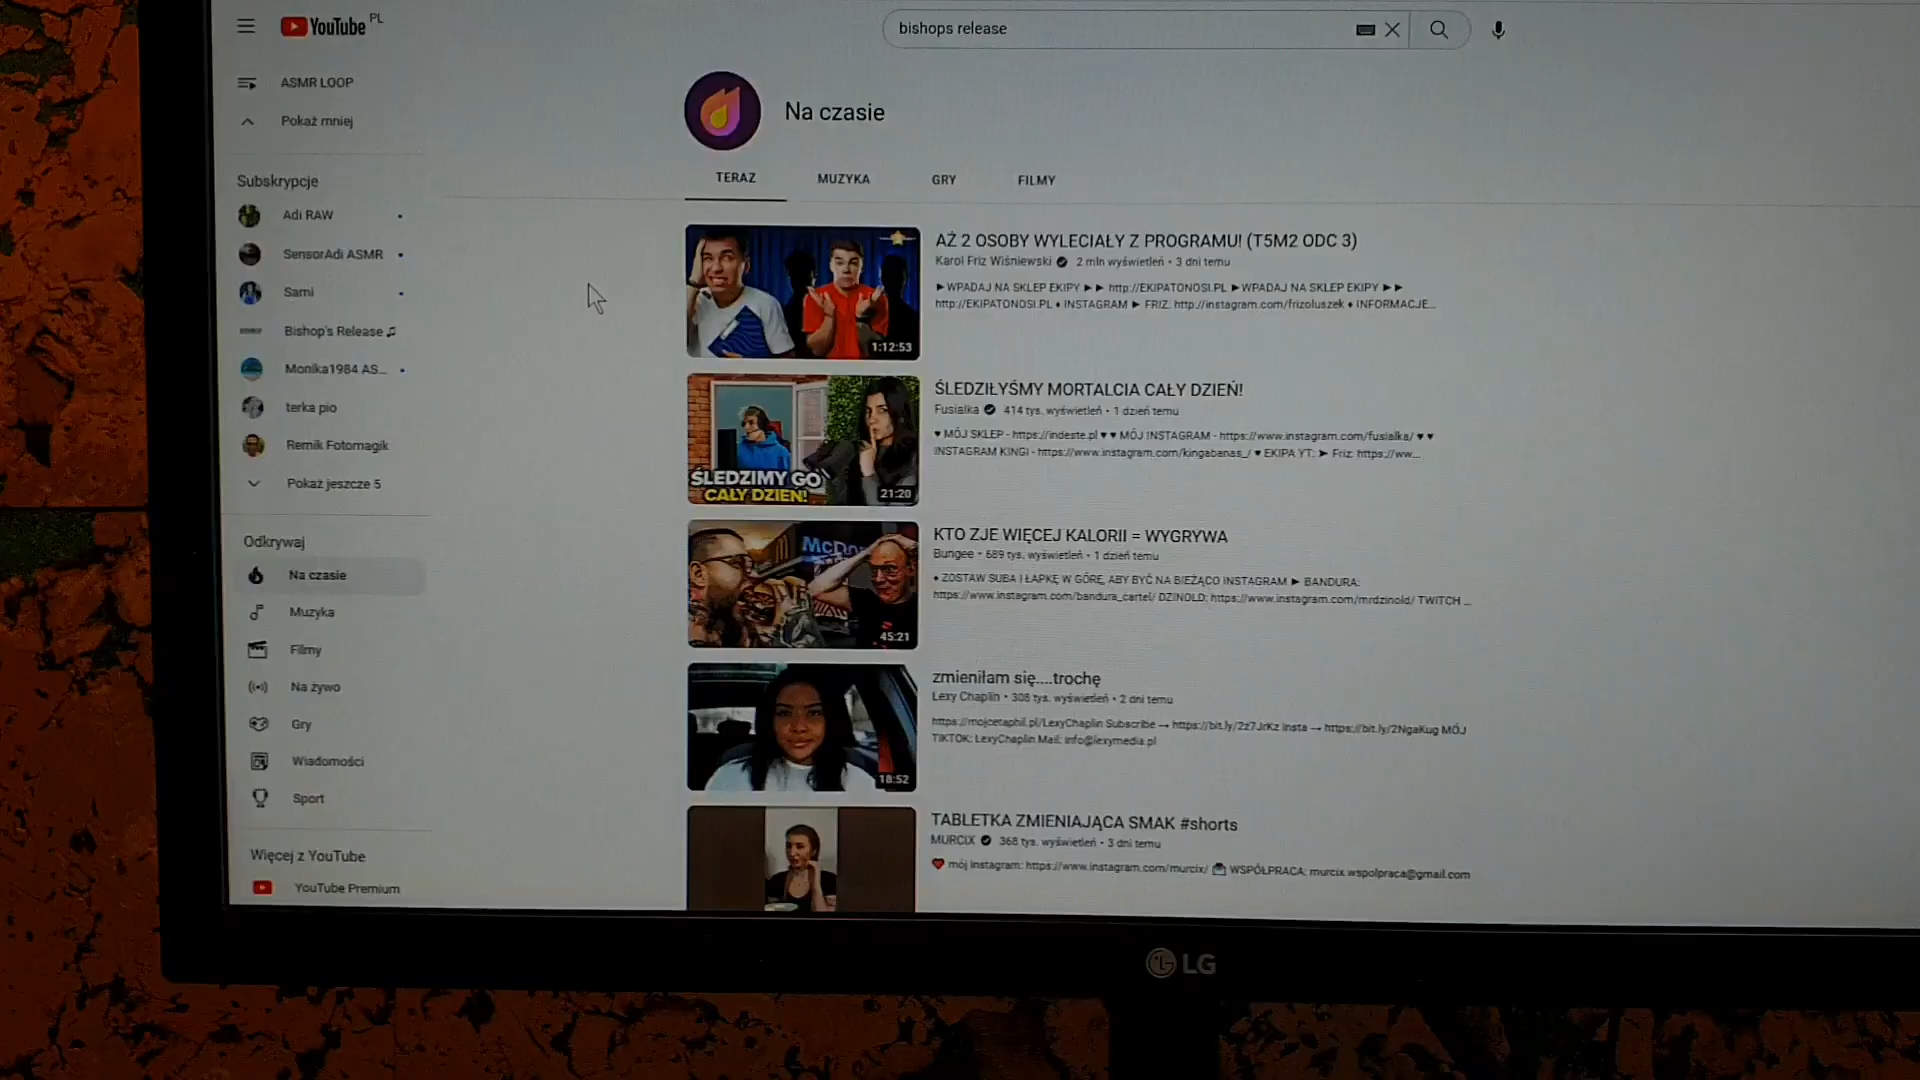 YouTube PL
bishops release
ASMR LOOP
Pokaż mniej
Subskrypcje
Adi RAW
SensorAdi ASMR
Sami
Bishop's Release ♫
Monika1984 AS...
terka pio
Remik Fotomagik
Pokaż jeszcze 5
Odkrywaj
Na czasie
Muzyka
Filmy
Na żywo
Gry
Wiadomości
Sport
Więcej z YouTube
YouTube Premium
Na czasie
TERAZ MUZYKA GRY FILMY
1:12:53
AŻ 2 OSOBY WYLECIAŁY Z PROGRAMU! (T5M2 ODC 3)
Karol Friz Wiśniewski 2 mln wyświetleń • 3 dni temu
►WPADAJ NA SKLEP EKIPY ►► http://EKIPATONOSI.PL ►WPADAJ NA SKLEP EKIPY ►►
http://EKIPATONOSI.PL ♦ INSTAGRAM ► FRIZ: http://instagram.com/frizoluszek ♦ INFORMACJE...
ŚLEDZIMY GO
CAŁY DZIEŃ!
21:20
ŚLEDZIŁYŚMY MORTALCIA CAŁY DZIEŃ!
Fusialka 414 tys. wyświetleń • 1 dzień temu
♥ MÓJ SKLEP - https://indeste.pl ♥ ♥ MÓJ INSTAGRAM - https://www.instagram.com/fusialka/ ♥ ♥
INSTAGRAM KINGI - https://www.instagram.com/kingabanas_/ ♥ EKIPA YT: ► Friz: https://ww...
McDo
45:21
KTO ZJE WIĘCEJ KALORII = WYGRYWA
Bungee • 689 tys. wyświetleń • 1 dzień temu
♦ ZOSTAW SUBA I ŁAPKĘ W GÓRĘ, ABY BYĆ NA BIEŻĄCO INSTAGRAM ► BANDURA:
https://www.instagram.com/bandura_cartel/ DZINOLD: https://www.instagram.com/mrdzinold/ TWITCH ...
18:52
zmieniłam się....trochę
Lexy Chaplin • 308 tys. wyświetleń • 2 dni temu
https://mojcetaphil.pl/LexyChaplin Subscribe → https://bit.ly/2z7JrKz Insta → https://bit.ly/2NgaKug MÓJ
TIKTOK: LexyChaplin Mail: info@lexymedia.pl
TABLETKA ZMIENIAJĄCA SMAK #shorts
MURCIX 368 tys. wyświetleń • 3 dni temu
❤ mój instagram: https://www.instagram.com/murcix/ 📩 WSPÓŁPRACA: murcix.wspolpraca@gmail.com
LG